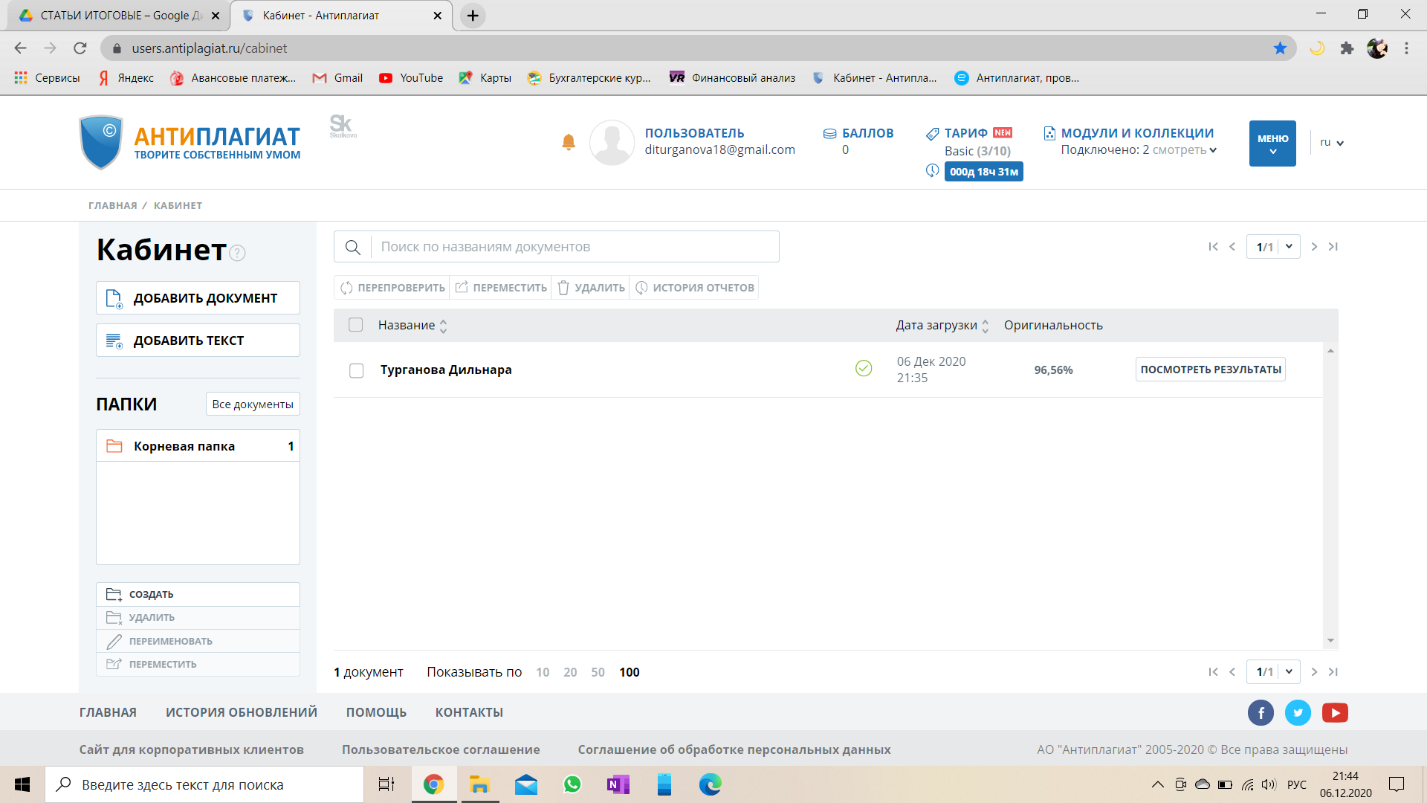 СТАТЬИ ИТОГОВЫЕ – Google Ди
Кабинет - Антиплагиат
users.antiplagiat.ru/cabinet
Сервисы
Яндекс
Авансовые платеж...
Gmail
YouTube
Карты
Бухгалтерские кур...
VR Финансовый анализ
Кабинет - Антипла...
Антиплагиат, пров...
АНТИПЛАГИАТ
ТВОРИТЕ СОБСТВЕННЫМ УМОМ
Sk
Skolkovo
ПОЛЬЗОВАТЕЛЬ
diturganova18@gmail.com
БАЛЛОВ
0
ТАРИФ NEW
Basic (3/10)
000д 18ч 31м
МОДУЛИ И КОЛЛЕКЦИИ
Подключено: 2 смотреть
МЕНЮ
ru
ГЛАВНАЯ / КАБИНЕТ
Кабинет ?
ДОБАВИТЬ ДОКУМЕНТ
ДОБАВИТЬ ТЕКСТ
ПАПКИ
Все документы
Корневая папка 1
СОЗДАТЬ
УДАЛИТЬ
ПЕРЕИМЕНОВАТЬ
ПЕРЕМЕСТИТЬ
Поиск по названиям документов
1/1
ПЕРЕПРОВЕРИТЬ
ПЕРЕМЕСТИТЬ
УДАЛИТЬ
ИСТОРИЯ ОТЧЕТОВ
Название
Дата загрузки
Оригинальность
Турганова Дильнара
06 Дек 2020
21:35
96,56%
ПОСМОТРЕТЬ РЕЗУЛЬТАТЫ
1 документ
Показывать по 10 20 50 100
1/1
ГЛАВНАЯ
ИСТОРИЯ ОБНОВЛЕНИЙ
ПОМОЩЬ
КОНТАКТЫ
Сайт для корпоративных клиентов
Пользовательское соглашение
Соглашение об обработке персональных данных
АО "Антиплагиат" 2005-2020 © Все права защищены
Введите здесь текст для поиска
РУС
21:44
06.12.2020